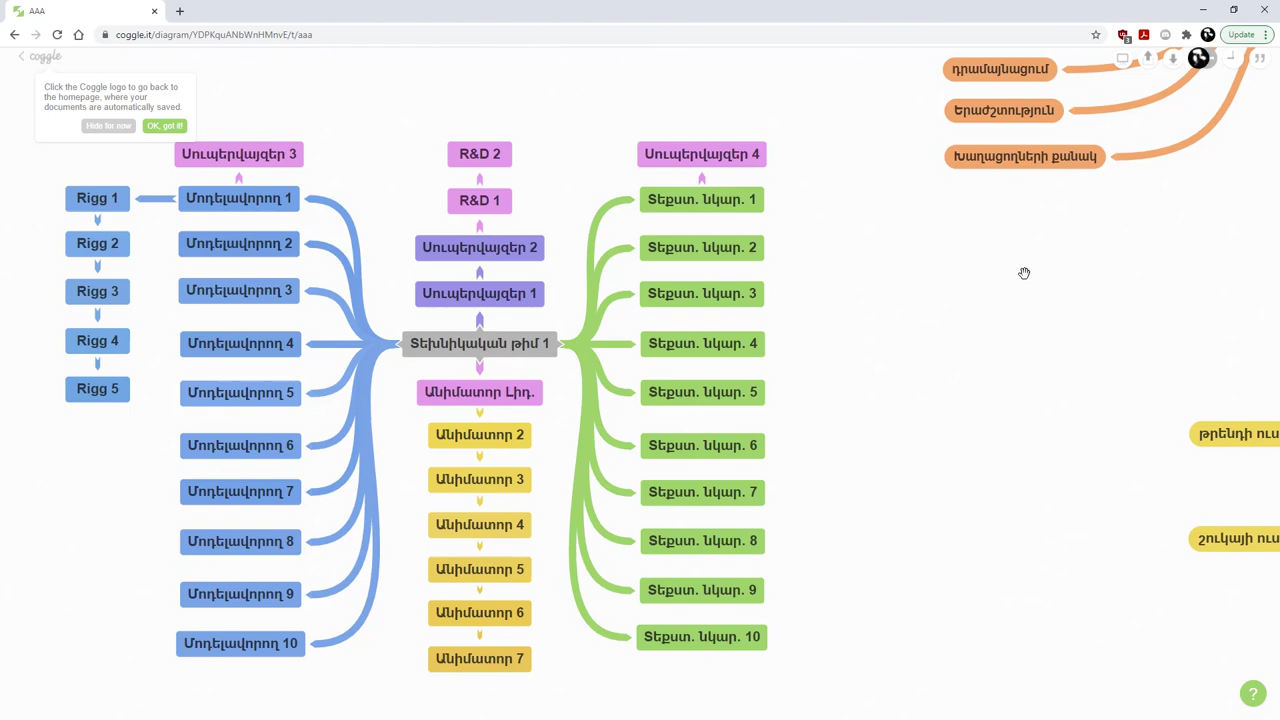 AAA
coggle.it/diagram/YDPKquANbWnHMnvE/t/aaa
3
Update
coggle
Click the Coggle logo to go back to
the homepage, where your
documents are automatically saved.
Hide for now
OK, got it!
դրամայնացում
Երաժշտություն
Խաղացողների քանակ
Սուպերվայզեր 3
R&D 2
Սուպերվայզեր 4
Rigg 1
Մոդելավորող 1
R&D 1
Տեքստ. նկար. 1
Rigg 2
Մոդելավորող 2
Սուպերվայզեր 2
Տեքստ. նկար. 2
Rigg 3
Մոդելավորող 3
Սուպերվայզեր 1
Տեքստ. նկար. 3
Rigg 4
Մոդելավորող 4
Տեխնիկական թիմ 1
Տեքստ. նկար. 4
Rigg 5
Մոդելավորող 5
Անիմատոր Լիդ.
Տեքստ. նկար. 5
Մոդելավորող 6
Անիմատոր 2
Տեքստ. նկար. 6
թրենդի ուս
Մոդելավորող 7
Անիմատոր 3
Տեքստ. նկար. 7
Մոդելավորող 8
Անիմատոր 4
Տեքստ. նկար. 8
շուկայի ուս
Մոդելավորող 9
Անիմատոր 5
Տեքստ. նկար. 9
Մոդելավորող 10
Անիմատոր 6
Տեքստ. նկար. 10
Անիմատոր 7
?